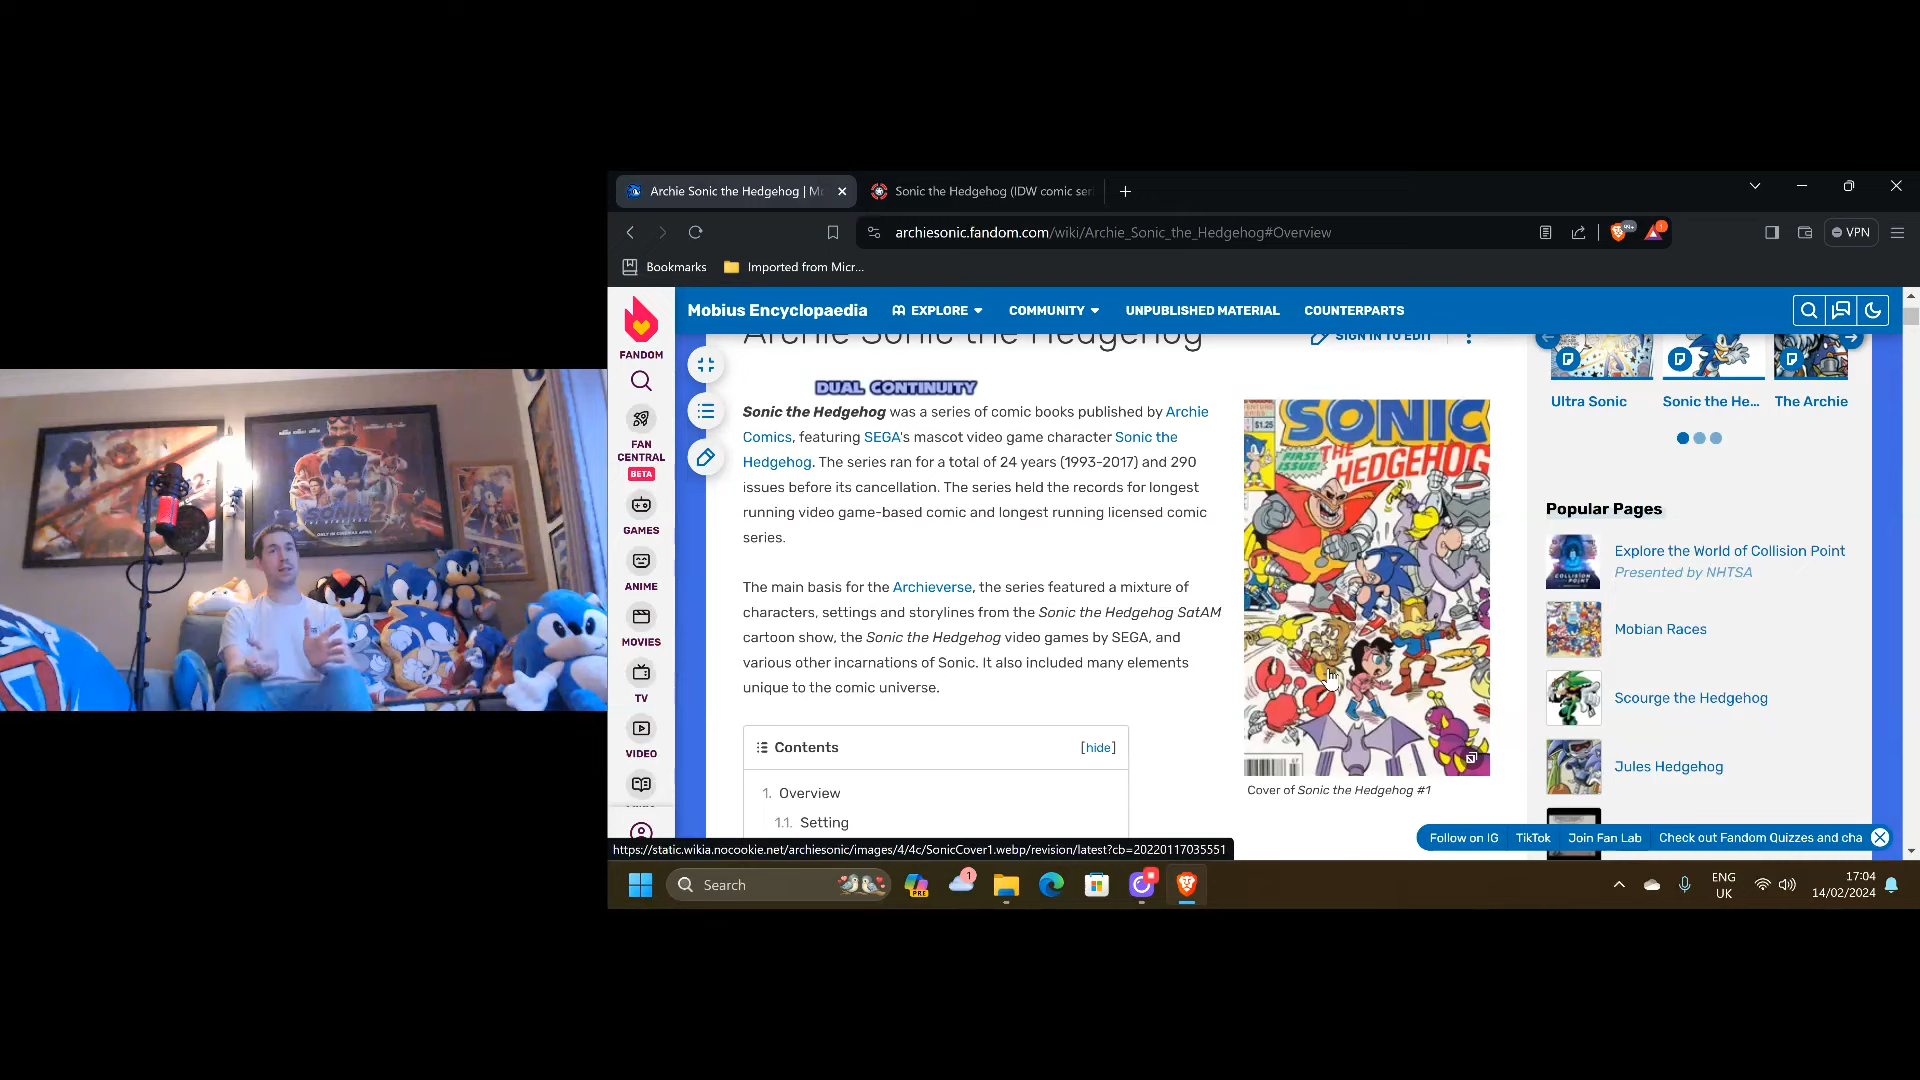 Archie Sonic the Hedgehog | Mo
Sonic the Hedgehog (IDW comic ser
archiesonic.fandom.com/wiki/Archie_Sonic_the_Hedgehog#Overview
VPN
Bookmarks
Imported from Micr...
Mobius Encyclopaedia
EXPLORE
COMMUNITY
UNPUBLISHED MATERIAL
COUNTERPARTS
FANDOM
FAN CENTRAL
BETA
GAMES
ANIME
MOVIES
TV
VIDEO
Archie Sonic the Hedgehog
SIGN IN TO EDIT
DUAL CONTINUITY
Sonic the Hedgehog was a series of comic books published by Archie
Comics, featuring SEGA's mascot video game character Sonic the
Hedgehog. The series ran for a total of 24 years (1993-2017) and 290
issues before its cancellation. The series held the records for longest
running video game-based comic and longest running licensed comic
series.
The main basis for the Archieverse, the series featured a mixture of
characters, settings and storylines from the Sonic the Hedgehog SatAM
cartoon show, the Sonic the Hedgehog video games by SEGA, and
various other incarnations of Sonic. It also included many elements
unique to the comic universe.
Contents
[hide]
1. Overview
1.1. Setting
$1.25
SONIC
FIRST ISSUE!
THE
HEDGEHOG
Cover of Sonic the Hedgehog #1
Ultra Sonic
Sonic the He...
The Archie
Popular Pages
Explore the World of Collision Point
Presented by NHTSA
Mobian Races
Scourge the Hedgehog
Jules Hedgehog
Follow on IG
TikTok
Join Fan Lab
Check out Fandom Quizzes and cha
https://static.wikia.nocookie.net/archiesonic/images/4/4c/SonicCover1.webp/revision/latest?cb=20220117035551
Search
PRE
1
ENG
UK
17:04
14/02/2024
SONIC